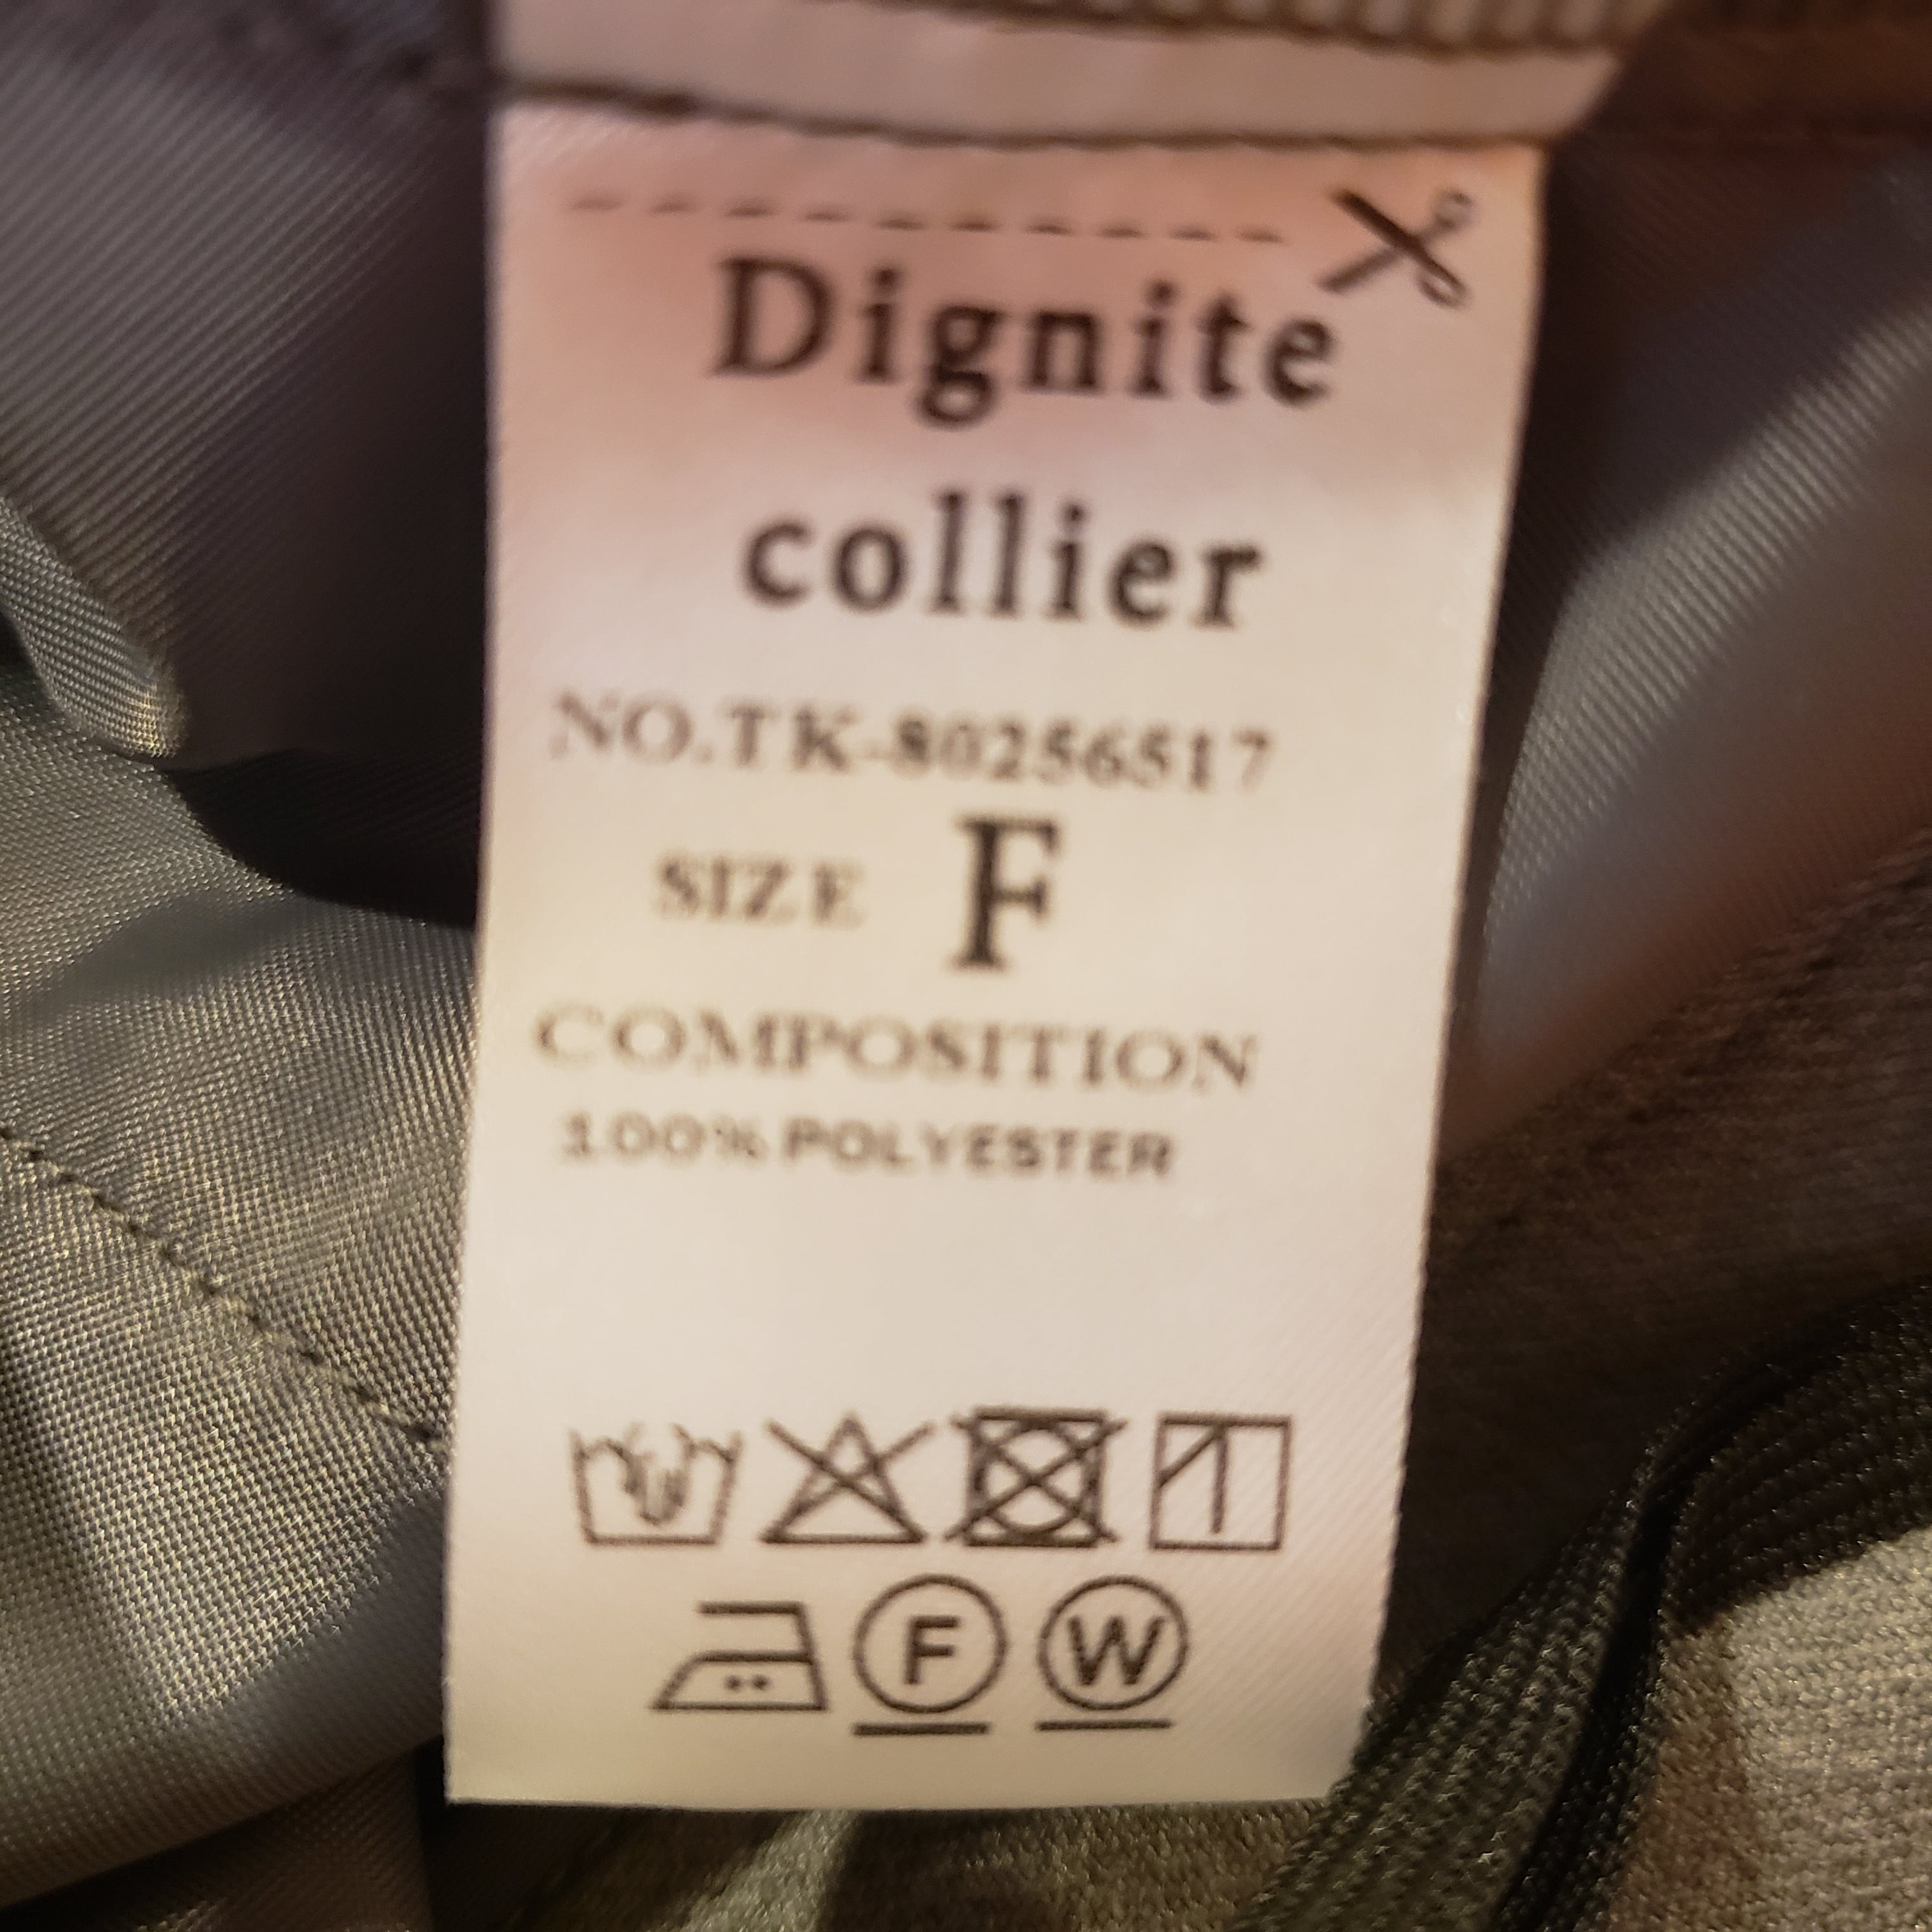 Dignite
collier
NO.TK-80256517
SIZE F
COMPOSITION
100% POLYESTER
F W